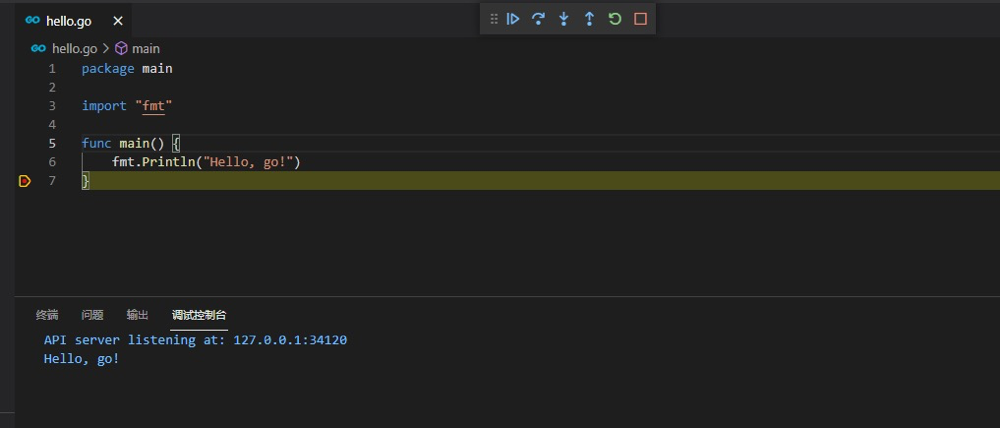 GO hello.go
GO hello.go > main
1 package main
2
3 import "fmt"
4
5 func main() {
6 fmt.Println("Hello, go!")
7 }
终端 问题 输出 调试控制台
API server listening at: 127.0.0.1:34120
Hello, go!